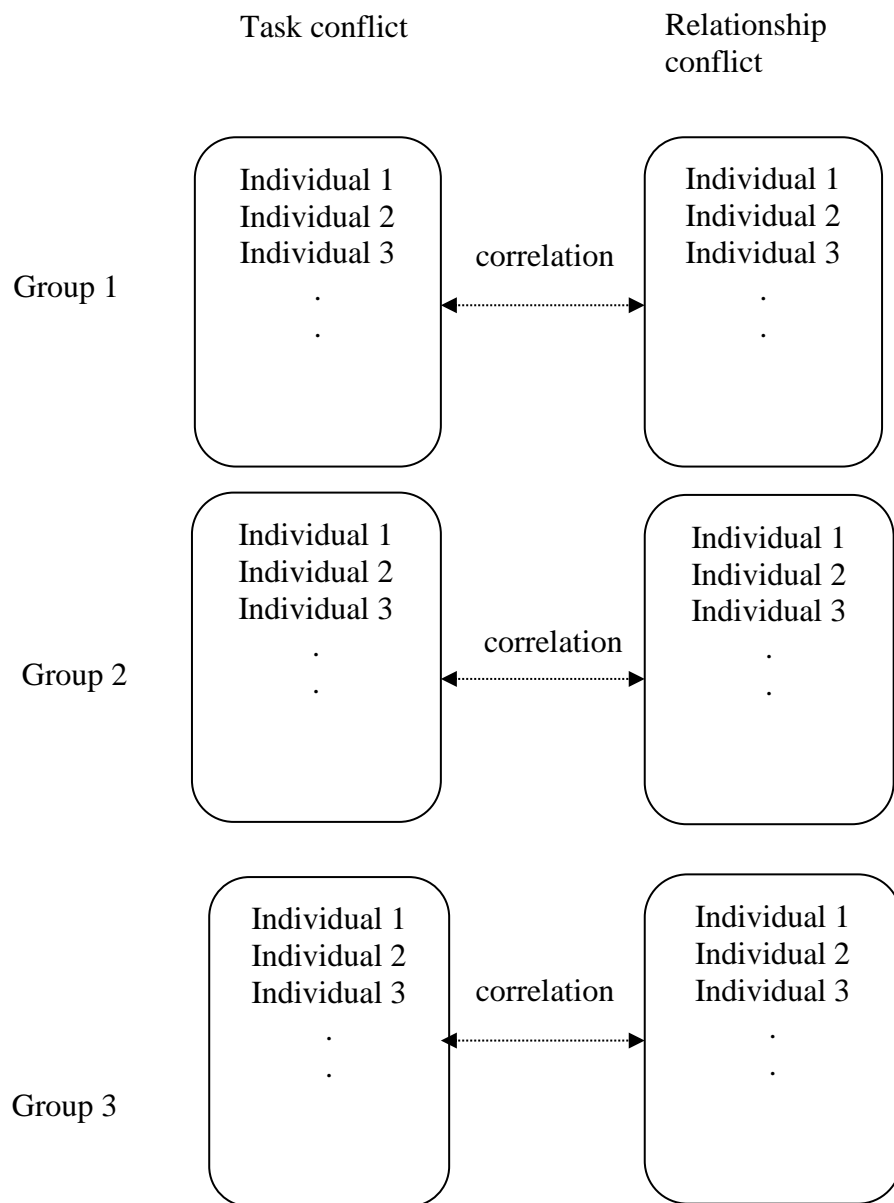 Task conflict
Relationship
conflict
Individual 1
Individual 2
Individual 3
.
.
Group 1
correlation
Individual 1
Individual 2
Individual 3
.
.
Individual 1
Individual 2
Individual 3
.
.
Group 2
correlation
Individual 1
Individual 2
Individual 3
.
.
Individual 1
Individual 2
Individual 3
.
.
Group 3
correlation
Individual 1
Individual 2
Individual 3
.
.